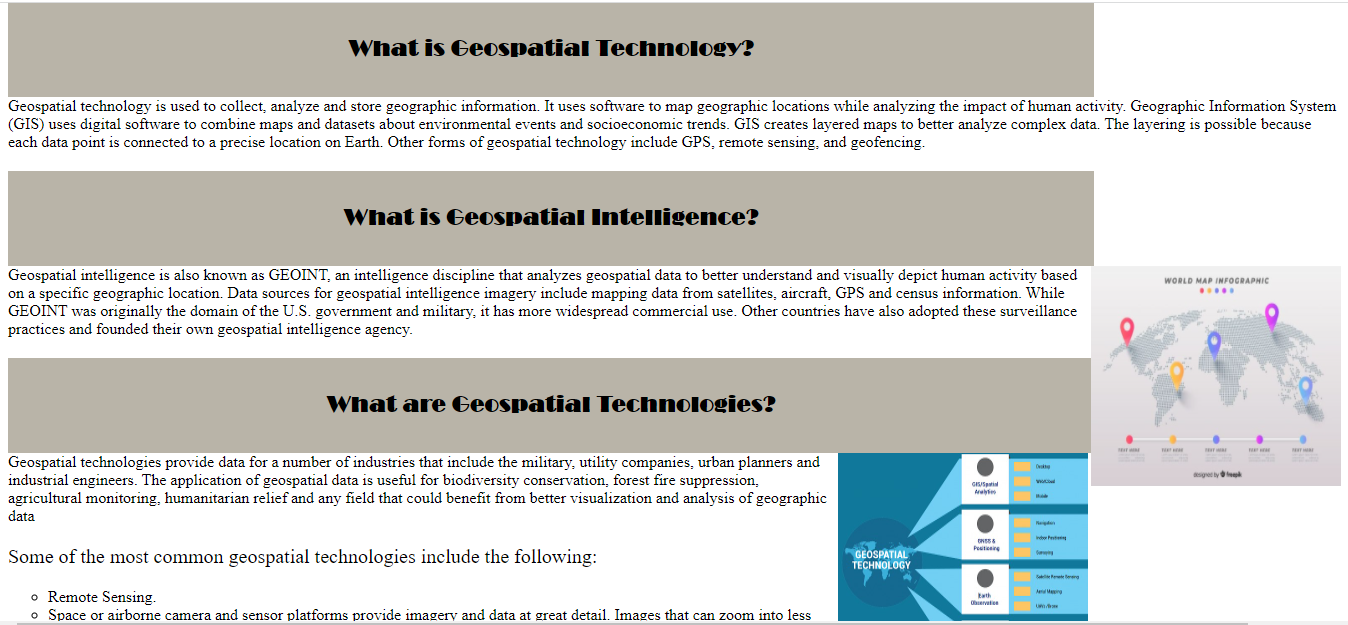 What is Geospatial Technology?
Geospatial technology is used to collect, analyze and store geographic information. It uses software to map geographic locations while analyzing the impact of human activity. Geographic Information System
(GIS) uses digital software to combine maps and datasets about environmental events and socioeconomic trends. GIS creates layered maps to better analyze complex data. The layering is possible because
each data point is connected to a precise location on Earth. Other forms of geospatial technology include GPS, remote sensing, and geofencing.
What is Geospatial Intelligence?
Geospatial intelligence is also known as GEOINT, an intelligence discipline that analyzes geospatial data to better understand and visually depict human activity based
on a specific geographic location. Data sources for geospatial intelligence imagery include mapping data from satellites, aircraft, GPS and census information. While
GEOINT was originally the domain of the U.S. government and military, it has more widespread commercial use. Other countries have also adopted these surveillance
practices and founded their own geospatial intelligence agency.
WORLD MAP INFOGRAPHIC
TEXT HERE TEXT HERE TEXT HERE TEXT HERE TEXT HERE
designed by freepik
What are Geospatial Technologies?
Geospatial technologies provide data for a number of industries that include the military, utility companies, urban planners and
industrial engineers. The application of geospatial data is useful for biodiversity conservation, forest fire suppression,
agricultural monitoring, humanitarian relief and any field that could benefit from better visualization and analysis of geographic
data
Some of the most common geospatial technologies include the following:
Remote Sensing.
Space or airborne camera and sensor platforms provide imagery and data at great detail. Images that can zoom into less
GEOSPATIAL
TECHNOLOGY
GIS/Spatial
Analytics
Desktop
Web/Cloud
Mobile
GNSS &
Positioning
Navigation
Indoor Positioning
Surveying
Earth
Observation
Satellite Remote Sensing
Aerial Mapping
UAVs /Drone